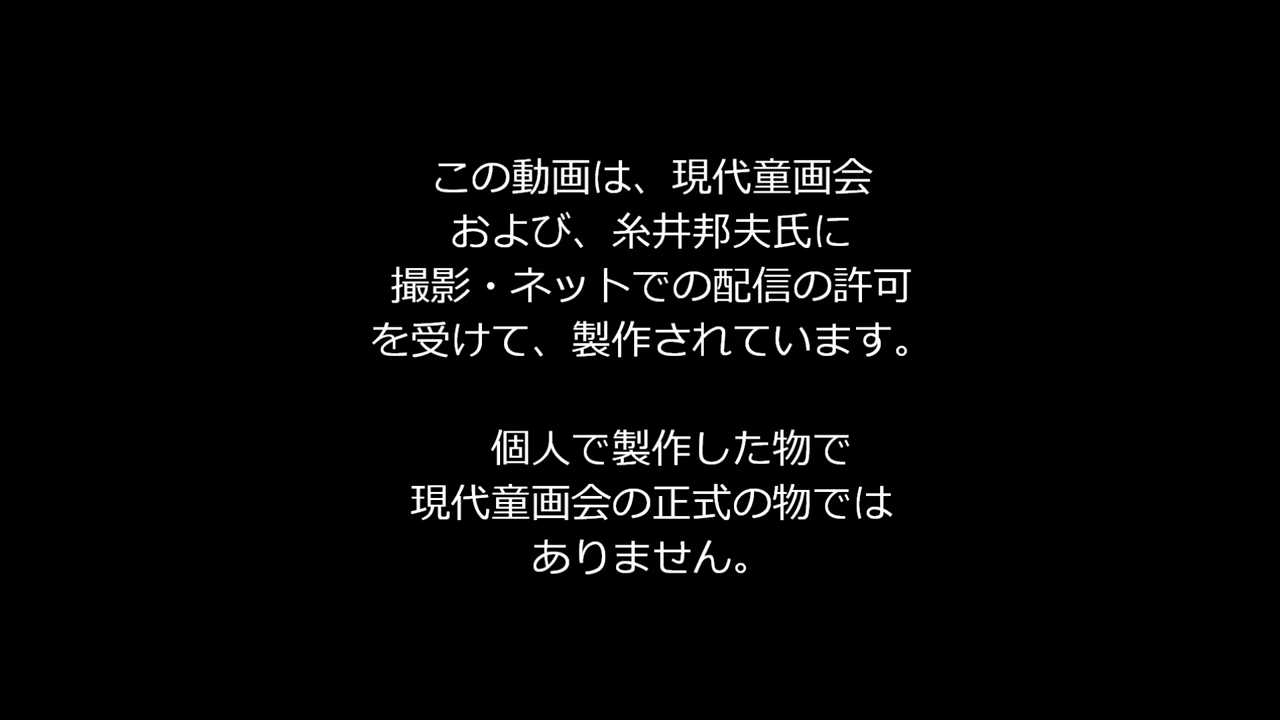 この動画は、現代童画会
および、糸井邦夫氏に
撮影・ネットでの配信の許可
を受けて、製作されています。
個人で製作した物で
現代童画会の正式の物では
ありません。